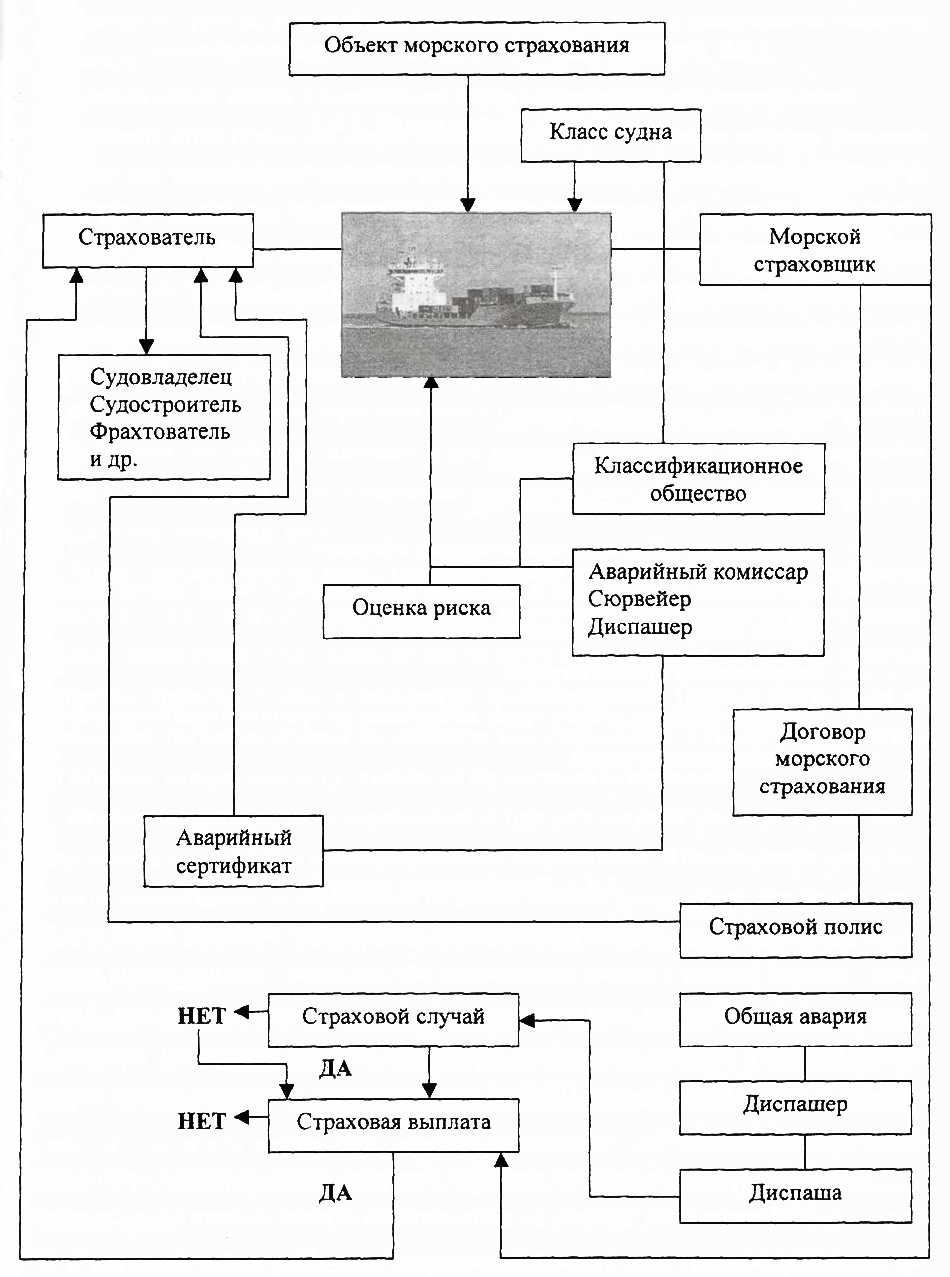 Объект морского страхования
Класс судна
Страхователь
Морской
страховщик
Судовладелец
Судостроитель
Фрахтователь
и др.
Классификационное
общество
Аварийный комиссар
Сюрвейер
Диспашер
Оценка риска
Договор
морского
страхования
Аварийный
сертификат
Страховой полис
НЕТ
Страховой случай
Общая авария
ДА
НЕТ
Страховая выплата
Диспашер
ДА
Диспаша